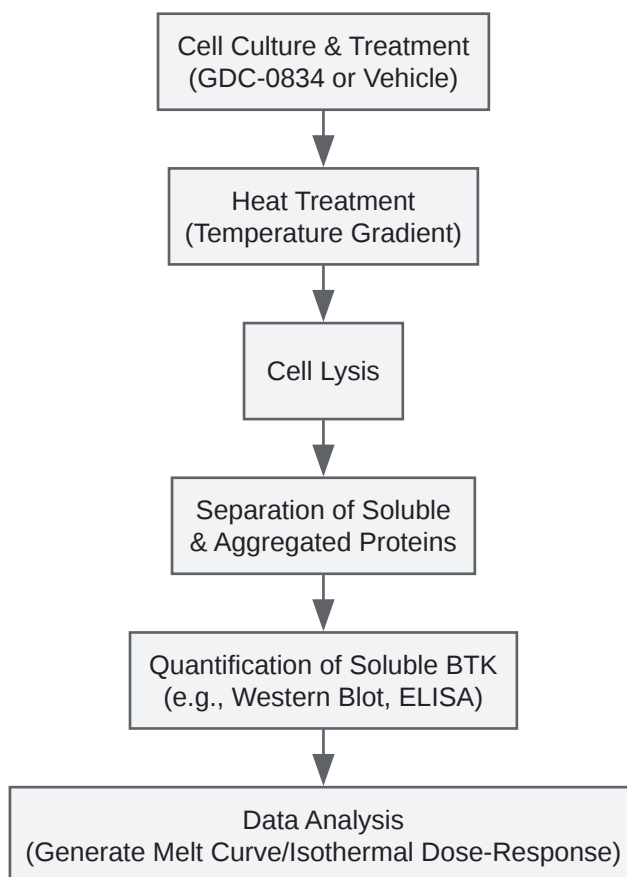 Cell Culture & Treatment
(GDC-0834 or Vehicle)
Heat Treatment
(Temperature Gradient)
Cell Lysis
Separation of Soluble
& Aggregated Proteins
Quantification of Soluble BTK
(e.g., Western Blot, ELISA)
Data Analysis
(Generate Melt Curve/Isothermal Dose-Response)